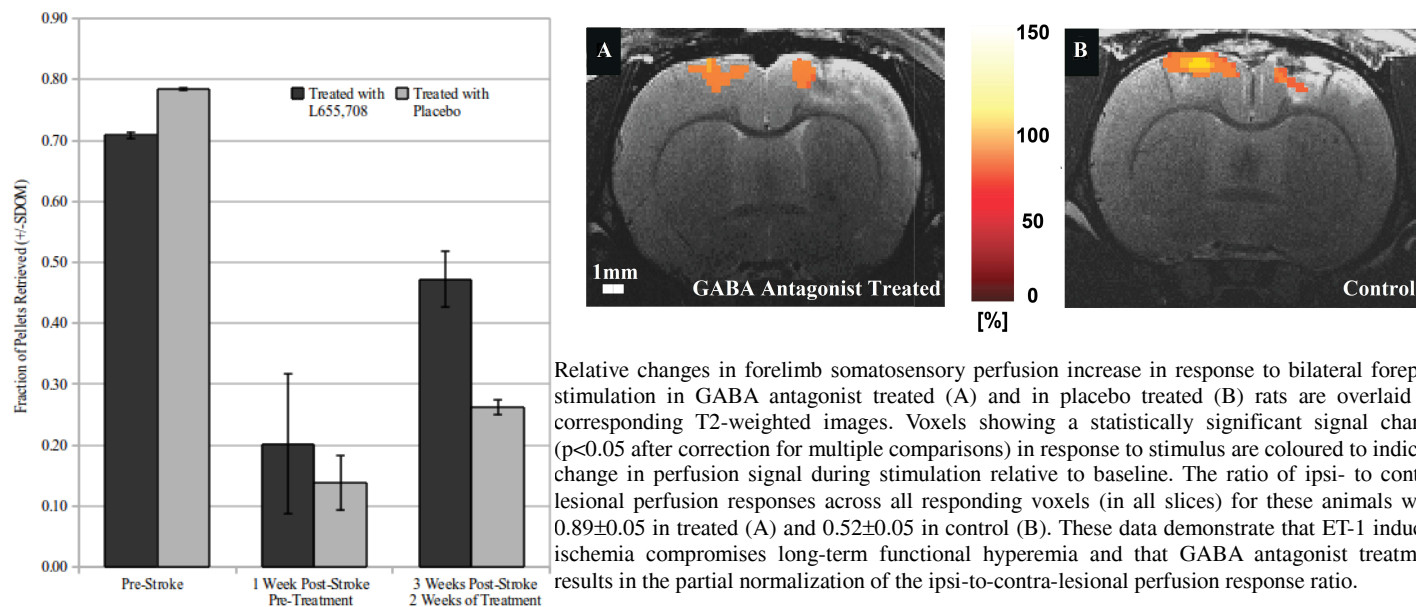 0.90
0.80
0.70
0.60
0.50
0.40
0.30
0.20
0.10
0.00
Fraction of Pellets Retrieved (+/-SDOM)
Treated with
L655,708
Treated with
Placebo
Pre-Stroke
1 Week Post-Stroke
Pre-Treatment
3 Weeks Post-Stroke
2 Weeks of Treatment
A
1mm
GABA Antagonist Treated
150
100
50
0
[%]
B
Control
Relative changes in forelimb somatosensory perfusion increase in response to bilateral forep
stimulation in GABA antagonist treated (A) and in placebo treated (B) rats are overlaid
corresponding T2-weighted images. Voxels showing a statistically significant signal chan
(p<0.05 after correction for multiple comparisons) in response to stimulus are coloured to indic
change in perfusion signal during stimulation relative to baseline. The ratio of ipsi- to cont
lesional perfusion responses across all responding voxels (in all slices) for these animals w
0.89±0.05 in treated (A) and 0.52±0.05 in control (B). These data demonstrate that ET-1 indu
ischemia compromises long-term functional hyperemia and that GABA antagonist treatm
results in the partial normalization of the ipsi-to-contra-lesional perfusion response ratio.